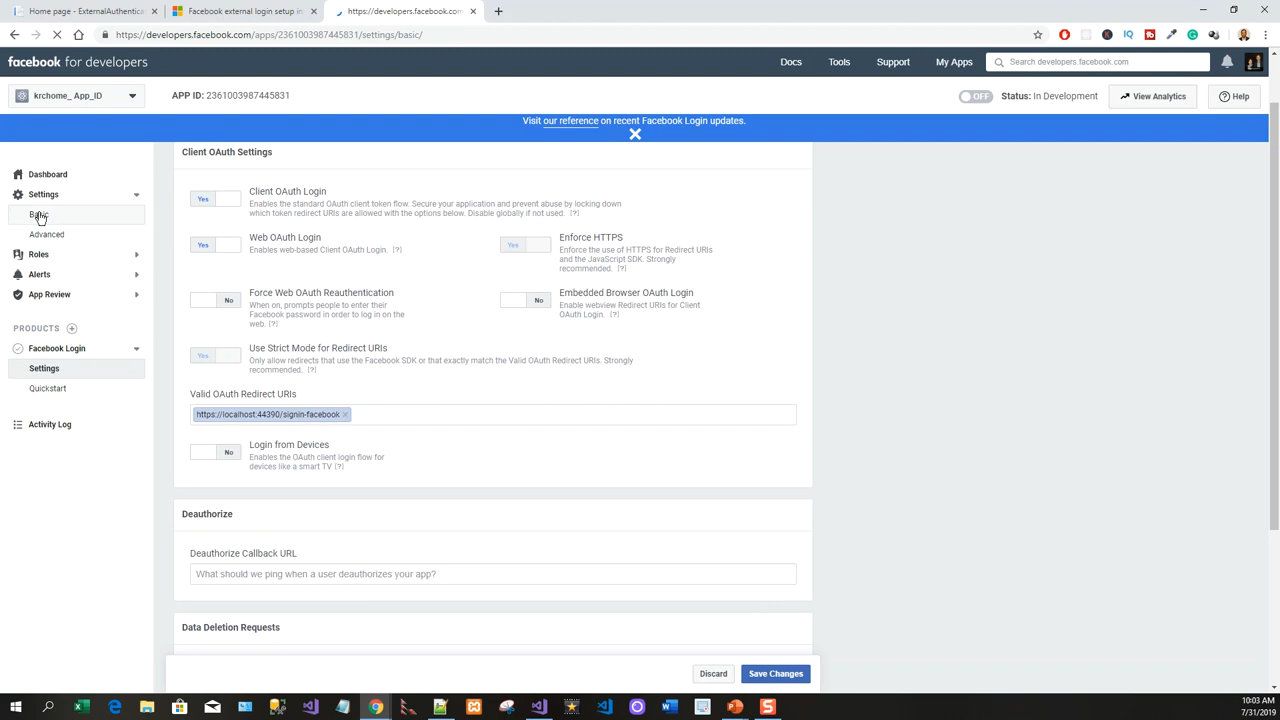 Home page - ExternalAuthentica
Facebook external login setup in
https://developers.facebook.com
https://developers.facebook.com/apps/2361003987445831/settings/basic/
facebook for developers
Docs
Tools
Support
My Apps
Search developers.facebook.com
krchome_ App_ID
APP ID: 2361003987445831
OFF
Status: In Development
View Analytics
Help
Visit our reference on recent Facebook Login updates.
Dashboard
Settings
Basic
Advanced
Roles
Alerts
App Review
PRODUCTS
Facebook Login
Settings
Quickstart
Activity Log
Client OAuth Settings
Yes
Client OAuth Login
Enables the standard OAuth client token flow. Secure your application and prevent abuse by locking down
which token redirect URIs are allowed with the options below. Disable globally if not used. [?]
Yes
Web OAuth Login
Enables web-based Client OAuth Login. [?]
Yes
Enforce HTTPS
Enforce the use of HTTPS for Redirect URIs
and the JavaScript SDK. Strongly
recommended. [?]
No
Force Web OAuth Reauthentication
When on, prompts people to enter their
Facebook password in order to log in on the
web. [?]
No
Embedded Browser OAuth Login
Enable webview Redirect URIs for Client
OAuth Login. [?]
Yes
Use Strict Mode for Redirect URIs
Only allow redirects that use the Facebook SDK or that exactly match the Valid OAuth Redirect URIs. Strongly
recommended. [?]
Valid OAuth Redirect URIs
https://localhost:44390/signin-facebook
No
Login from Devices
Enables the OAuth client login flow for
devices like a smart TV [?]
Deauthorize
Deauthorize Callback URL
What should we ping when a user deauthorizes your app?
Data Deletion Requests
Discard
Save Changes
10:03 AM
7/31/2019